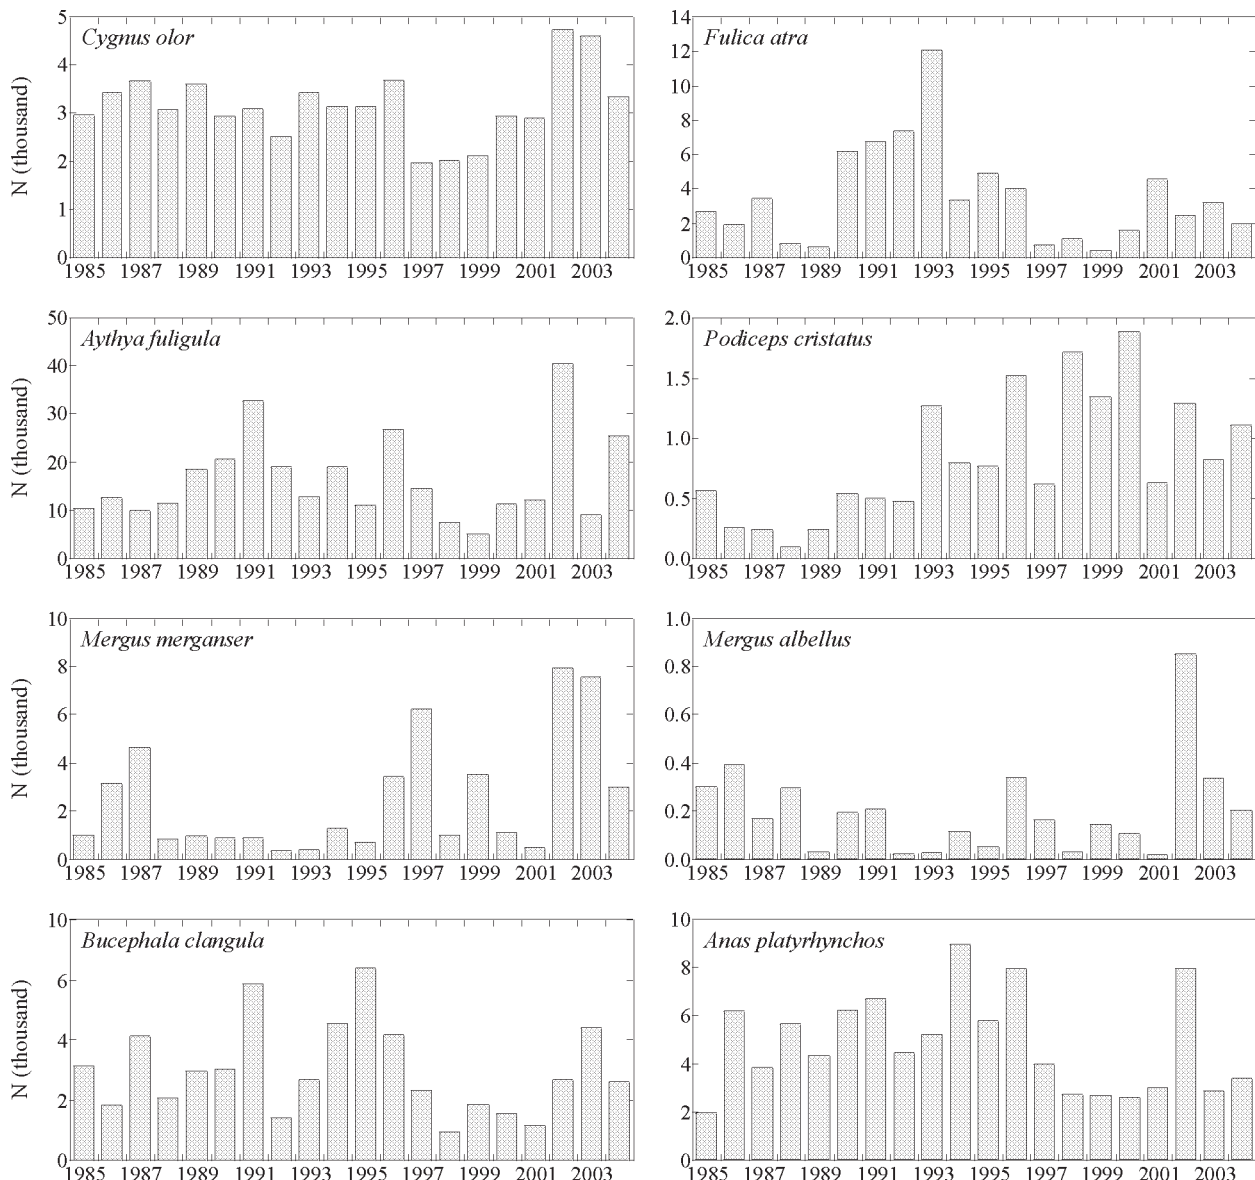 Cygnus olor
N (thousand)
5
4
3
2
1
0
1985 1987 1989 1991 1993 1995 1997 1999 2001 2003
Fulica atra
14
12
10
8
6
4
2
0
1985 1987 1989 1991 1993 1995 1997 1999 2001 2003
Aythya fuligula
N (thousand)
50
40
30
20
10
0
1985 1987 1989 1991 1993 1995 1997 1999 2001 2003
Podiceps cristatus
2.0
1.5
1.0
0.5
0.0
1985 1987 1989 1991 1993 1995 1997 1999 2001 2003
Mergus merganser
N (thousand)
10
8
6
4
2
0
1985 1987 1989 1991 1993 1995 1997 1999 2001 2003
Mergus albellus
1.0
0.8
0.6
0.4
0.2
0.0
1985 1987 1989 1991 1993 1995 1997 1999 2001 2003
Bucephala clangula
N (thousand)
10
6
4
2
0
1985 1987 1989 1991 1993 1995 1997 1999 2001 2003
Anas platyrhynchos
10
8
6
4
2
0
1985 1987 1989 1991 1993 1995 1997 1999 2001 2003